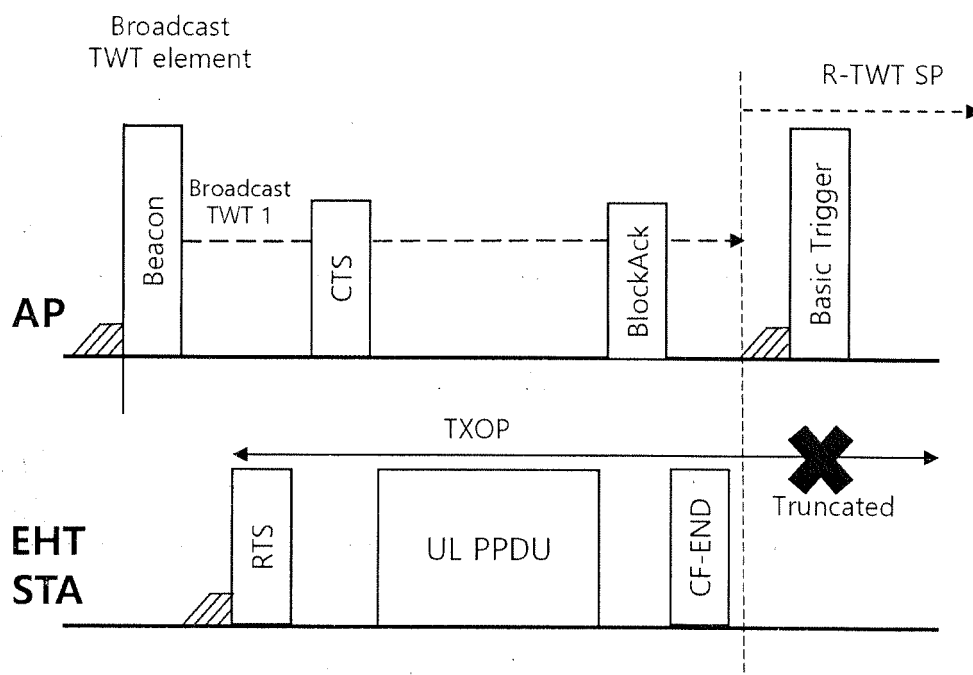 Broadcast
TWT element
R-TWT SP
Beacon
Broadcast
TWT 1
CTS
BlockAck
Basic Trigger
AP
TXOP
Truncated
EHT
STA
RTS
UL PPDU
CF-END